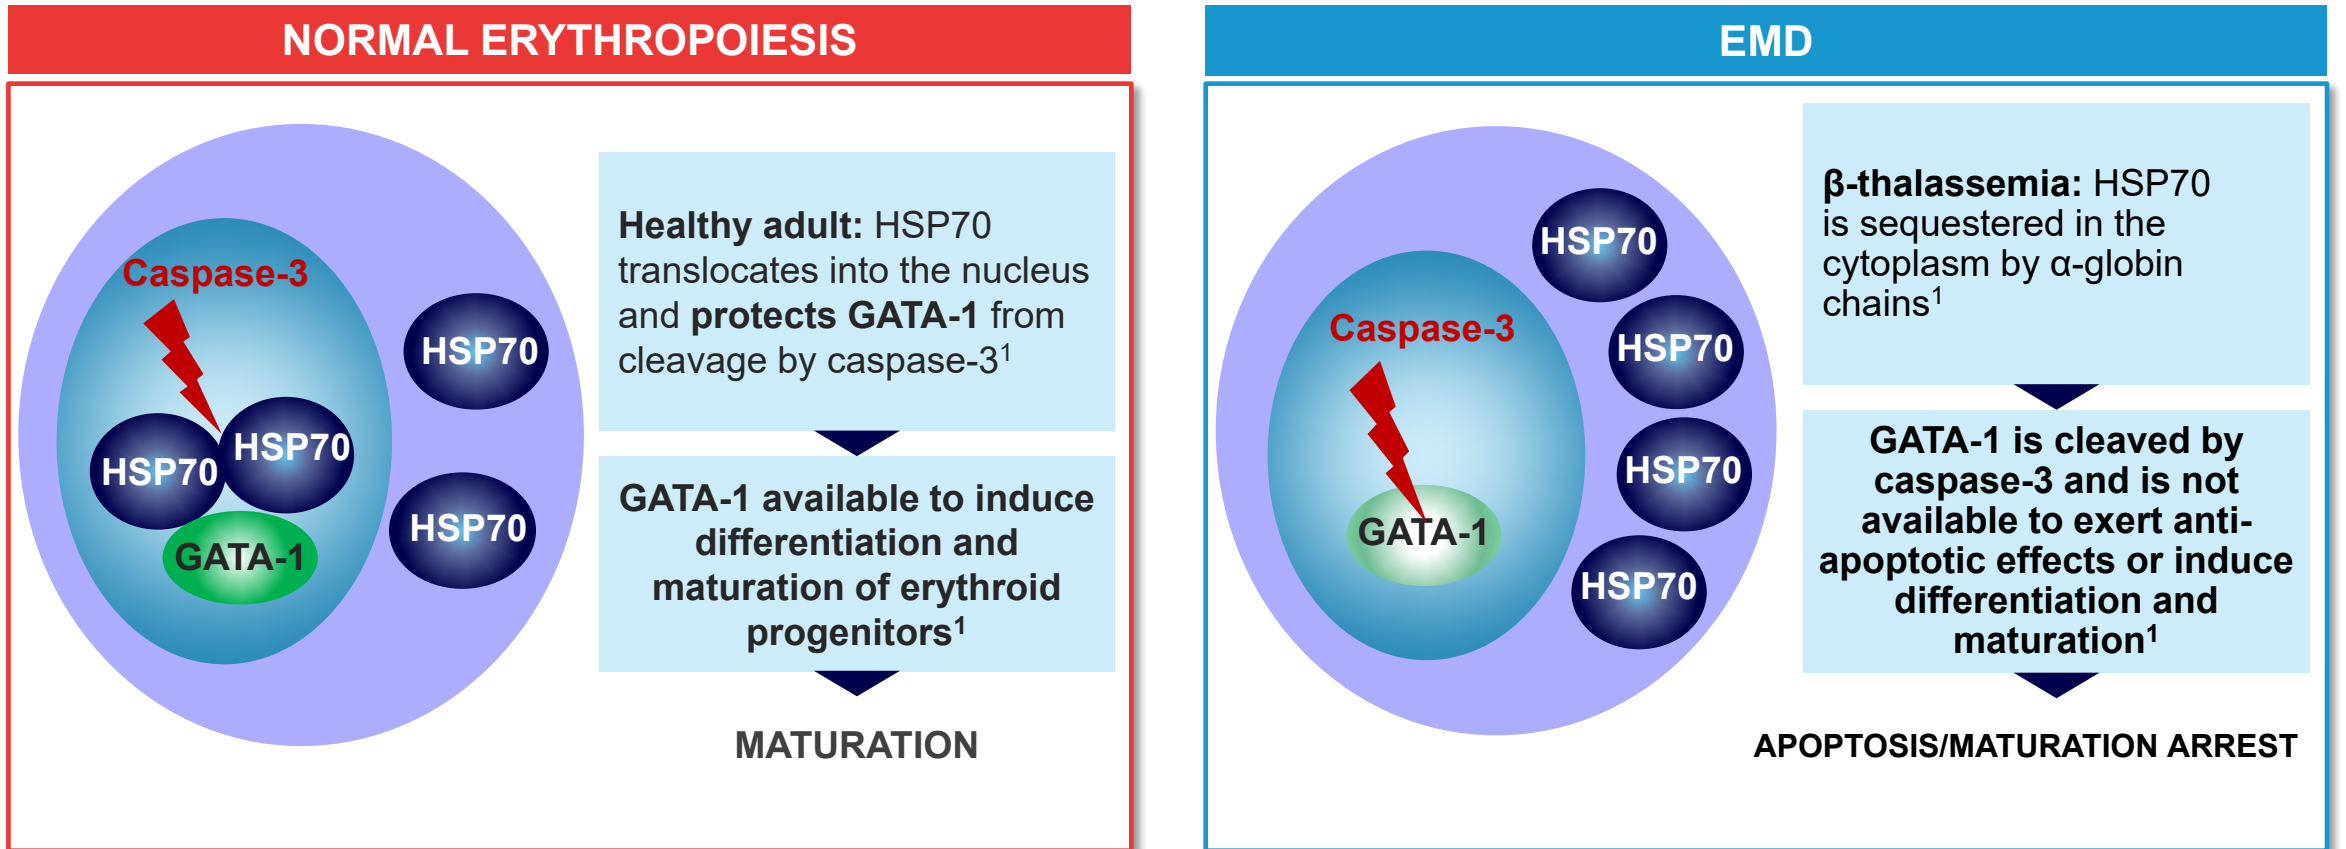 NORMAL ERYTHROPOIESIS
Caspase-3
HSP70
HSP70
GATA-1
HSP70
HSP70
Healthy adult: HSP70
translocates into the nucleus
and protects GATA-1 from
cleavage by caspase-3¹
GATA-1 available to induce
differentiation and
maturation of erythroid
progenitors¹
MATURATION
EMD
Caspase-3
GATA-1
HSP70
HSP70
HSP70
HSP70
β-thalassemia: HSP70
is sequestered in the
cytoplasm by α-globin
chains¹
GATA-1 is cleaved by
caspase-3 and is not
available to exert anti-
apoptotic effects or induce
differentiation and
maturation¹
APOPTOSIS/MATURATION ARREST